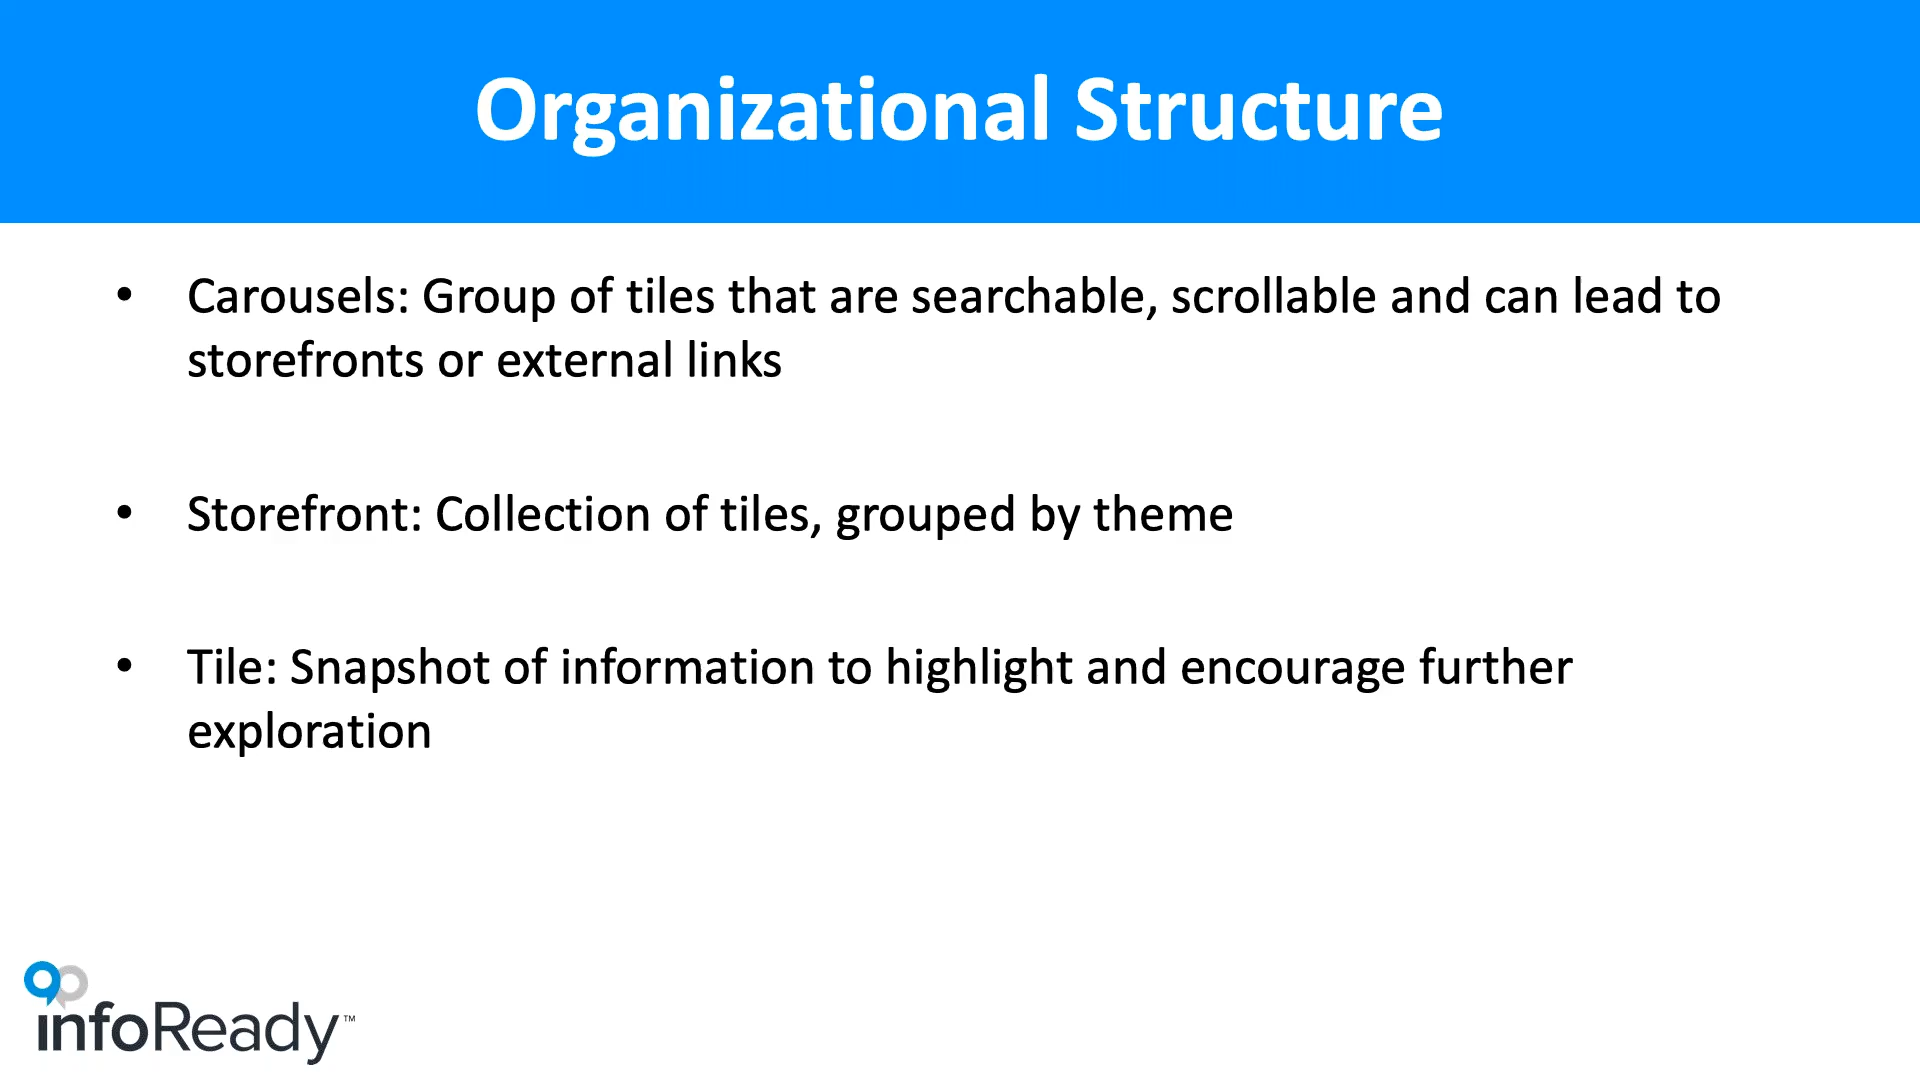 Organizational Structure
• Carousels: Group of tiles that are searchable, scrollable and can lead to
storefronts or external links
• Storefront: Collection of tiles, grouped by theme
• Tile: Snapshot of information to highlight and encourage further
exploration
infoReady™